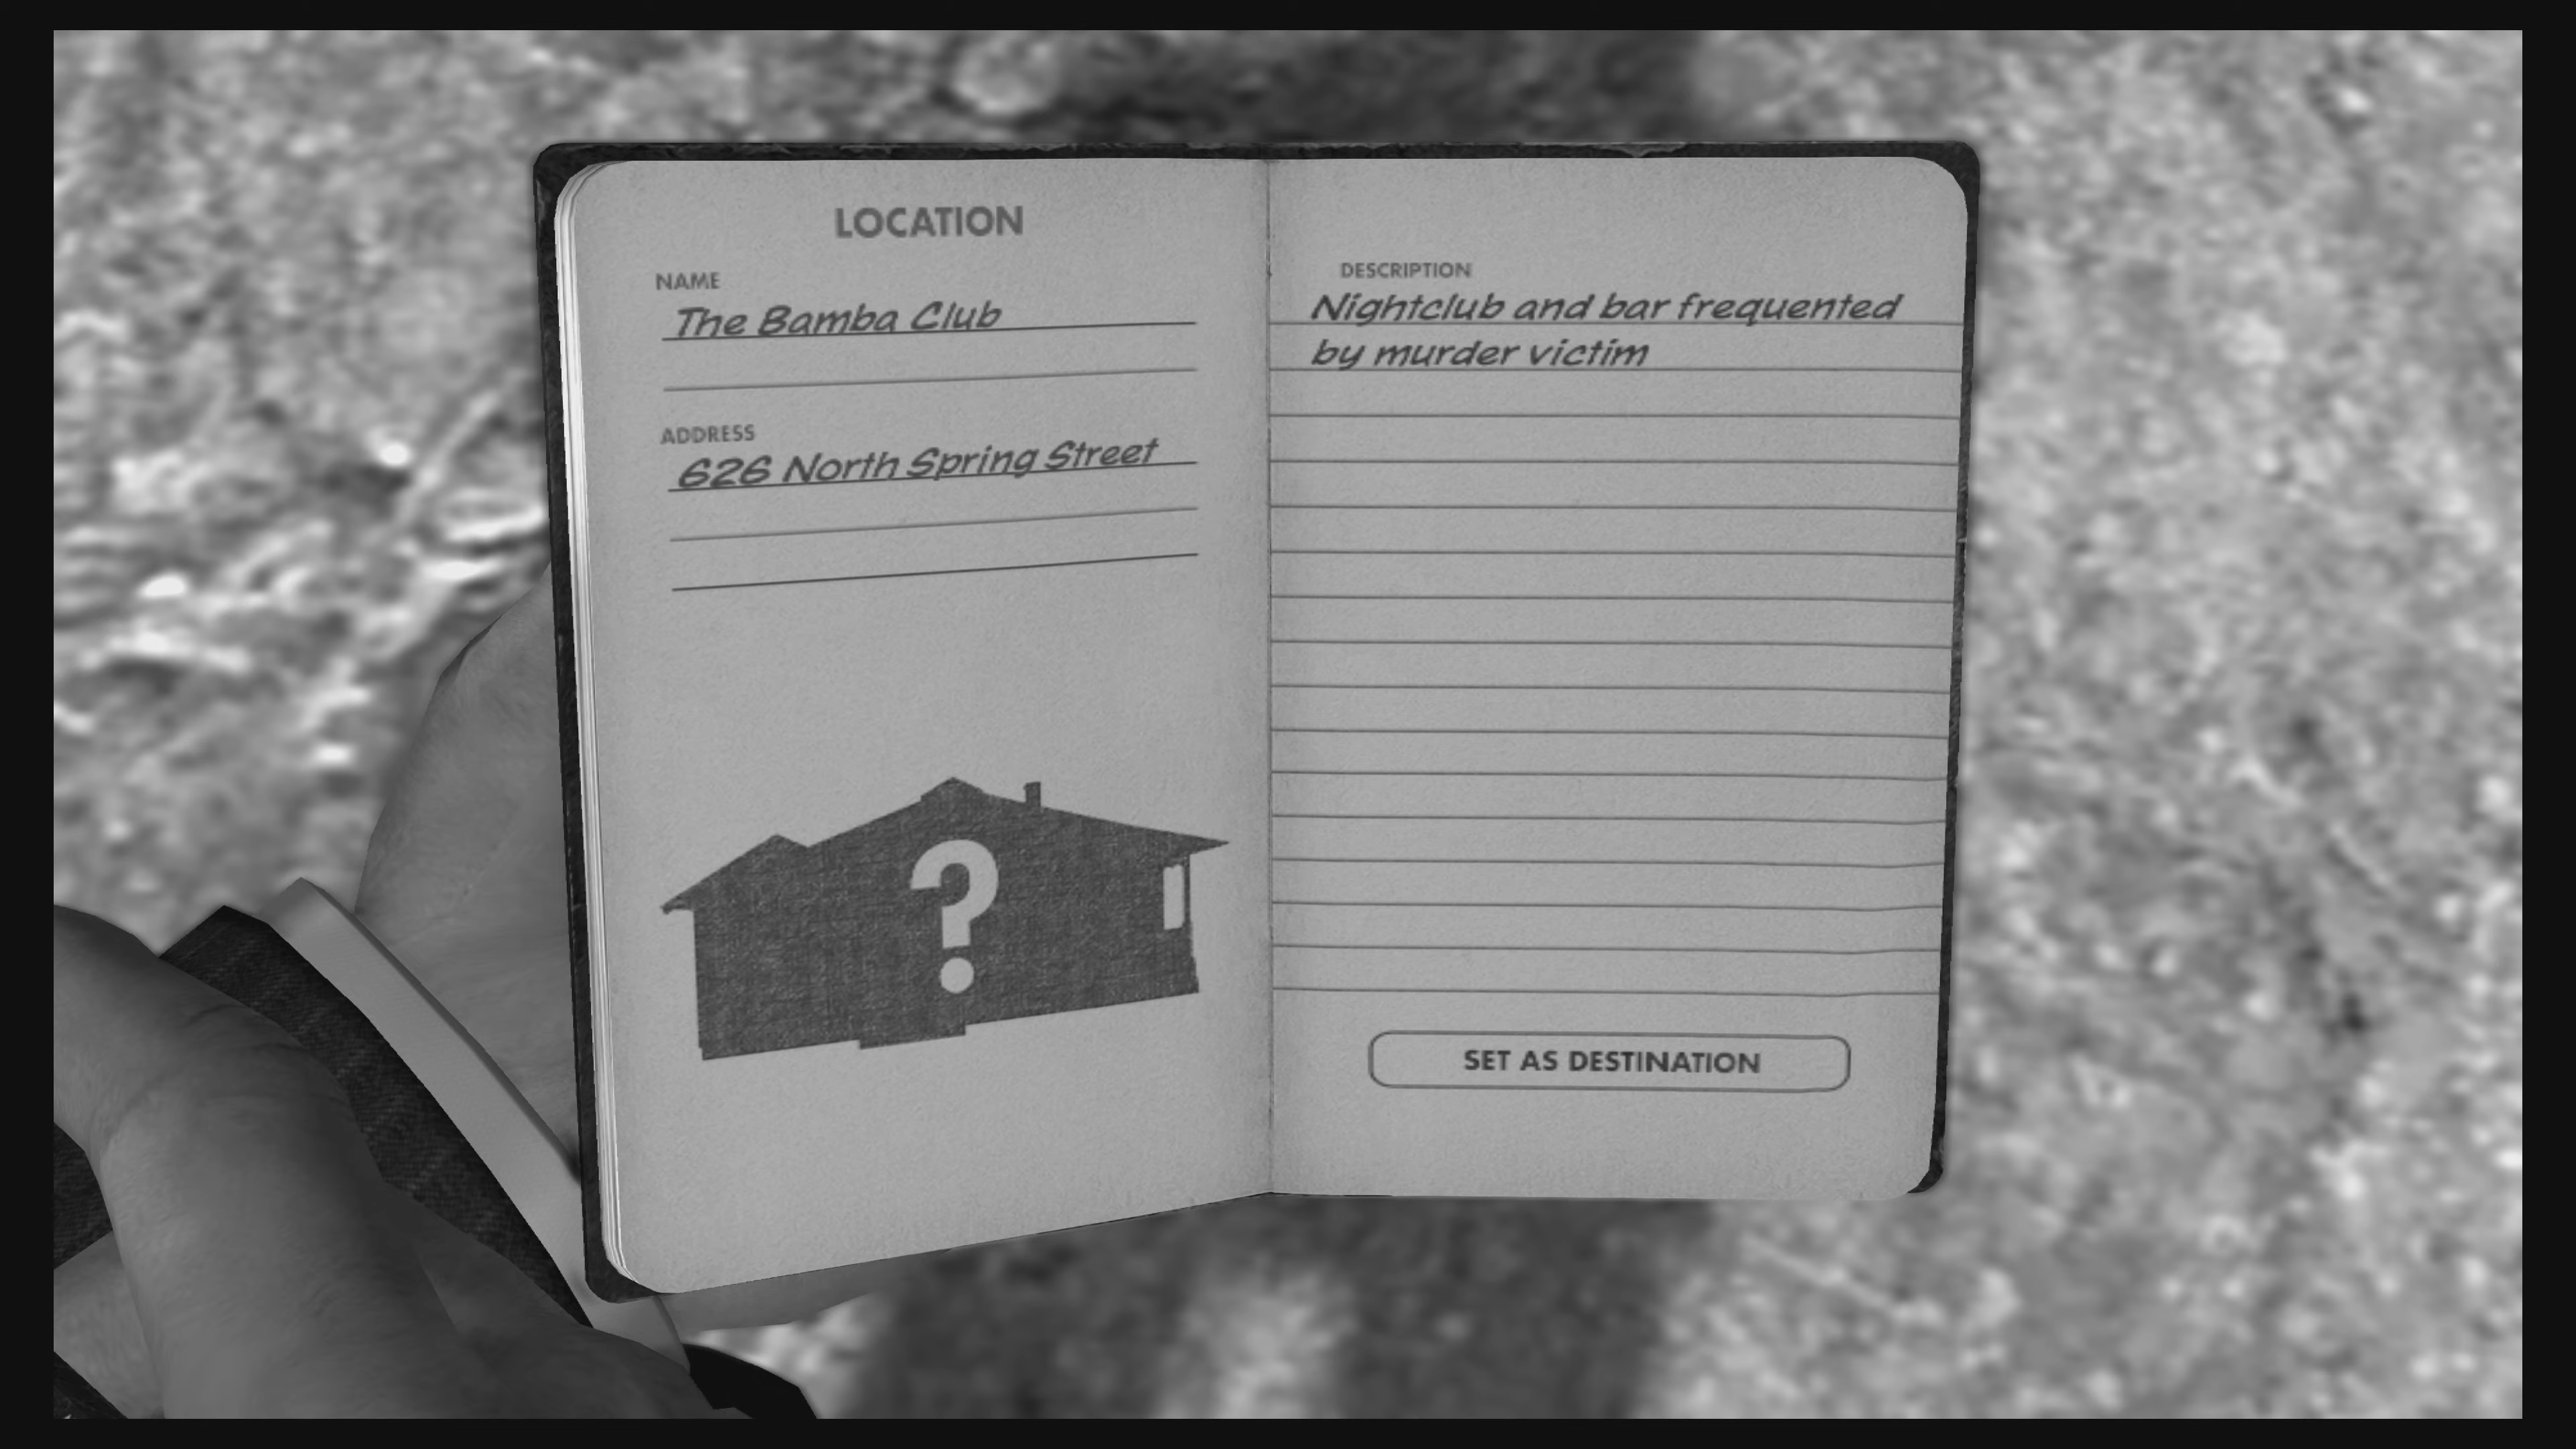 LOCATION
NAME
The Bamba Club
ADDRESS
626 North Spring Street
?
DESCRIPTION
Nightclub and bar frequented
by murder victim
SET AS DESTINATION